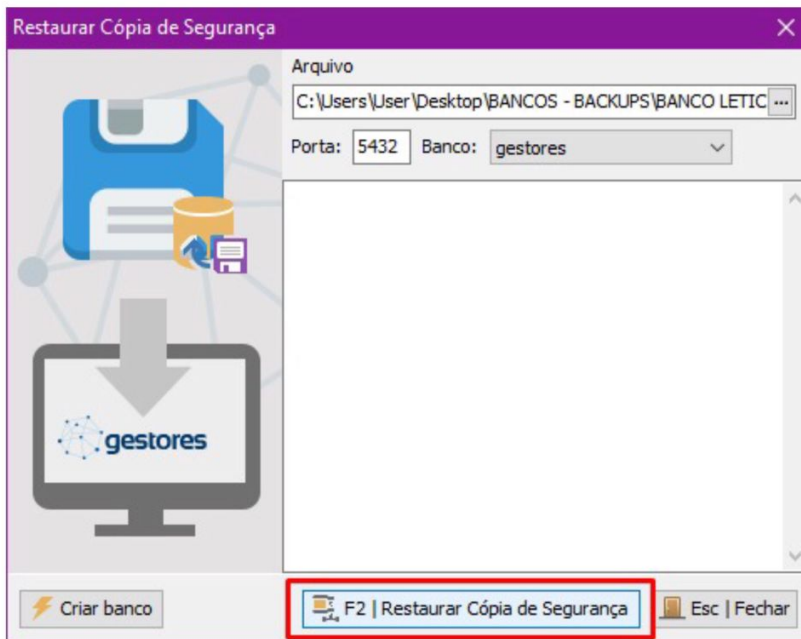 Restaurar Cópia de Segurança
Arquivo
C:\Users\User\Desktop\BANCOS - BACKUPS\BANCO LETIC ...
Porta: 5432 Banco: gestores
gestores
Criar banco
F2 | Restaurar Cópia de Segurança
Esc | Fechar